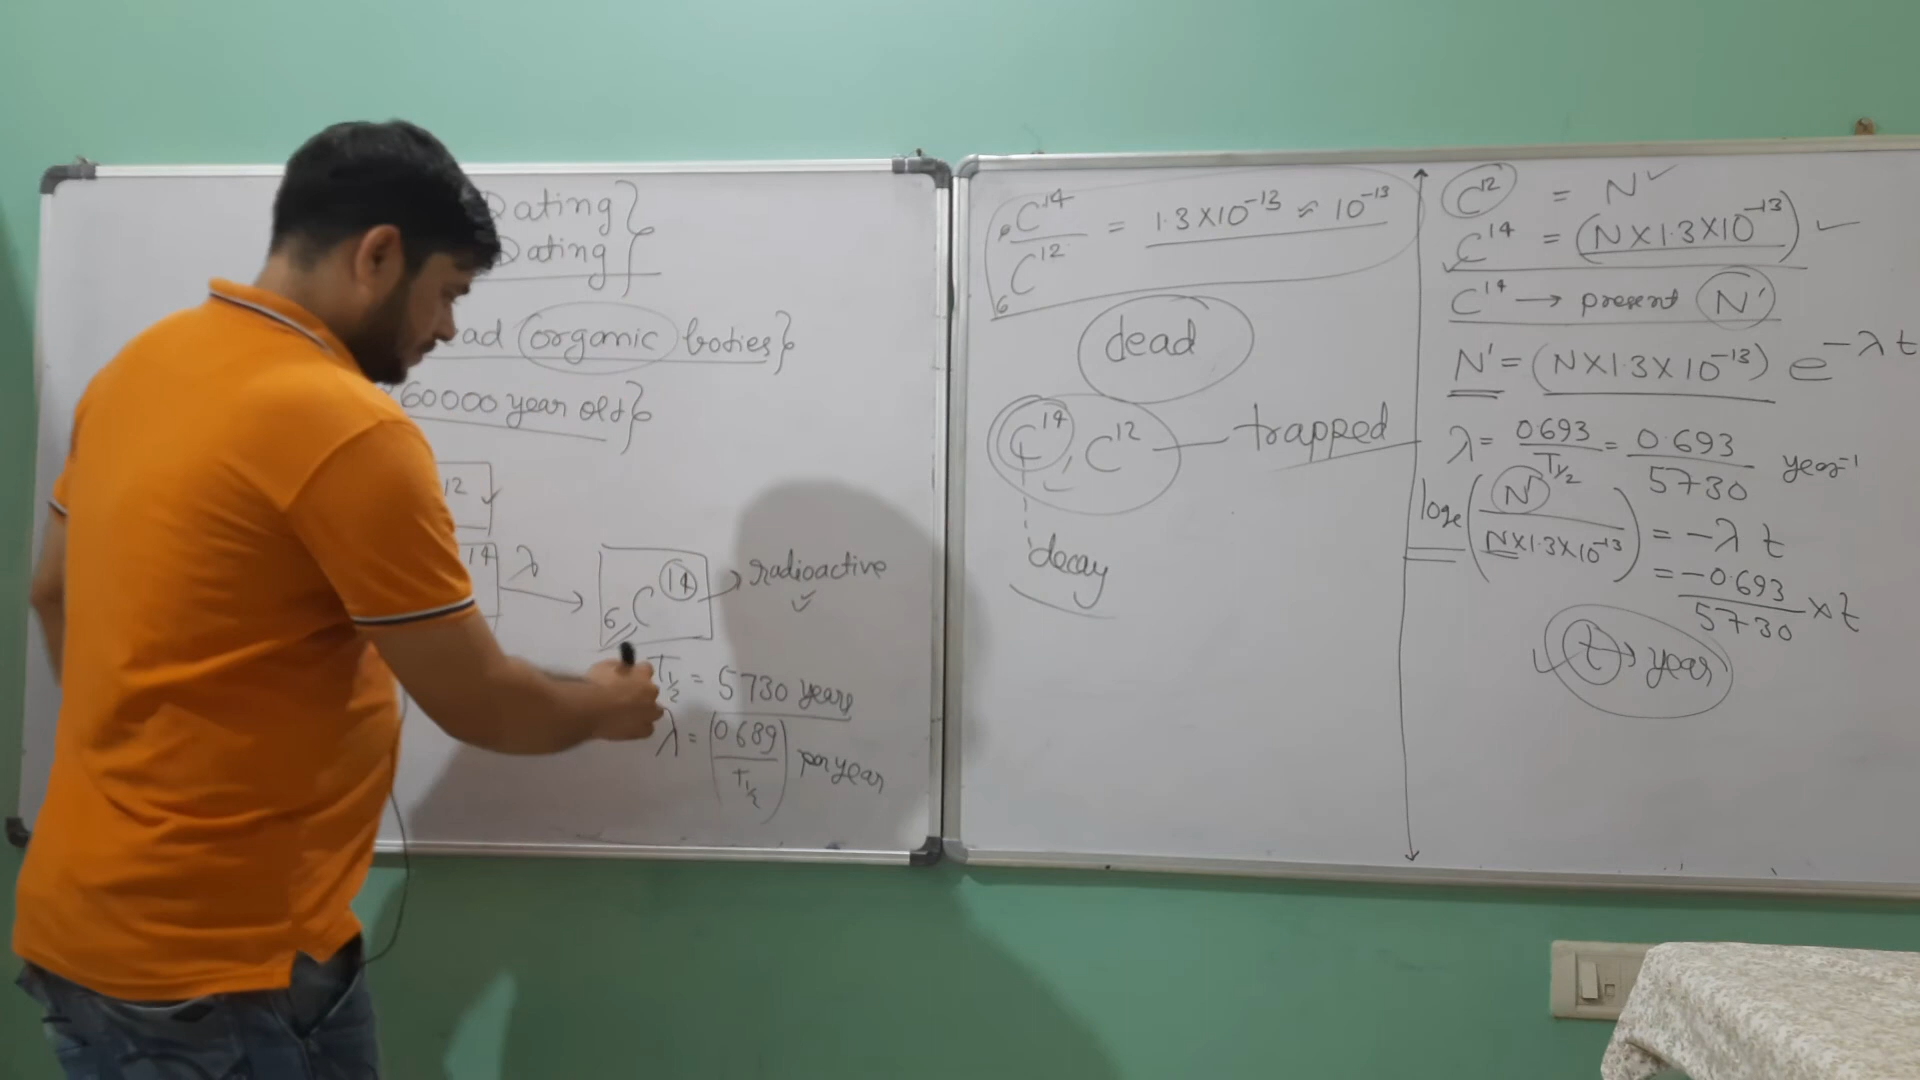 Dating}
Dating
organic bodies}
60000 year old}
12 ✓
14 λ → ₆C¹⁴ → radioactive
T½ = 5730 years
λ = (0.689/T½) per year
₆C¹⁴/₆C¹² = 1.3×10⁻¹³ ≈ 10⁻¹³
dead
C¹⁴, C¹² — trapped
decay
C¹² = N ✓
C¹⁴ = (N×1.3×10⁻¹³) ✓
C¹⁴ → present N'
N' = (N×1.3×10⁻¹³) e^-λt
λ = 0.693/T½ = 0.693/5730 year⁻¹
logₑ(N'/N×1.3×10⁻¹³) = -λ t
= -0.693/5730 × t
✓ t → year